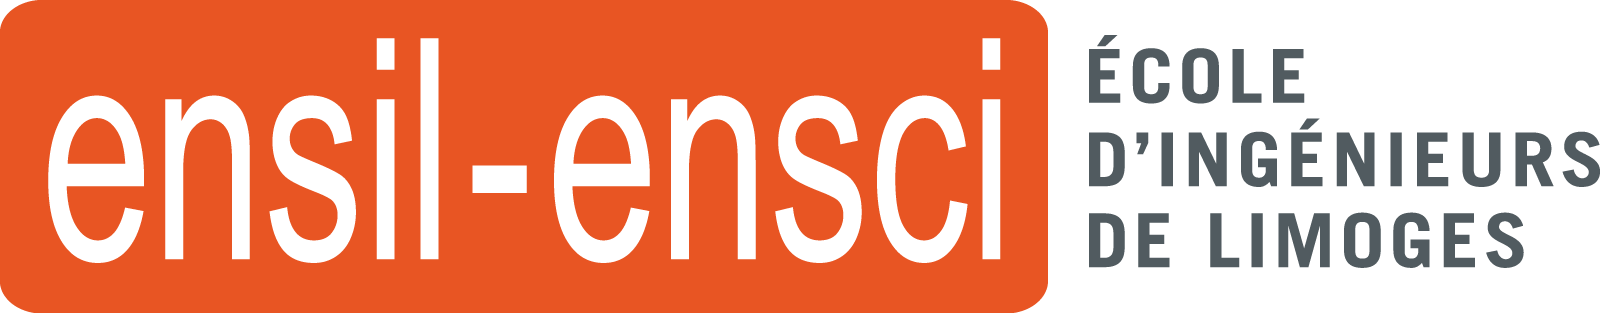 ensil-ensci
ÉCOLE
D’INGÉNIEURS
DE LIMOGES